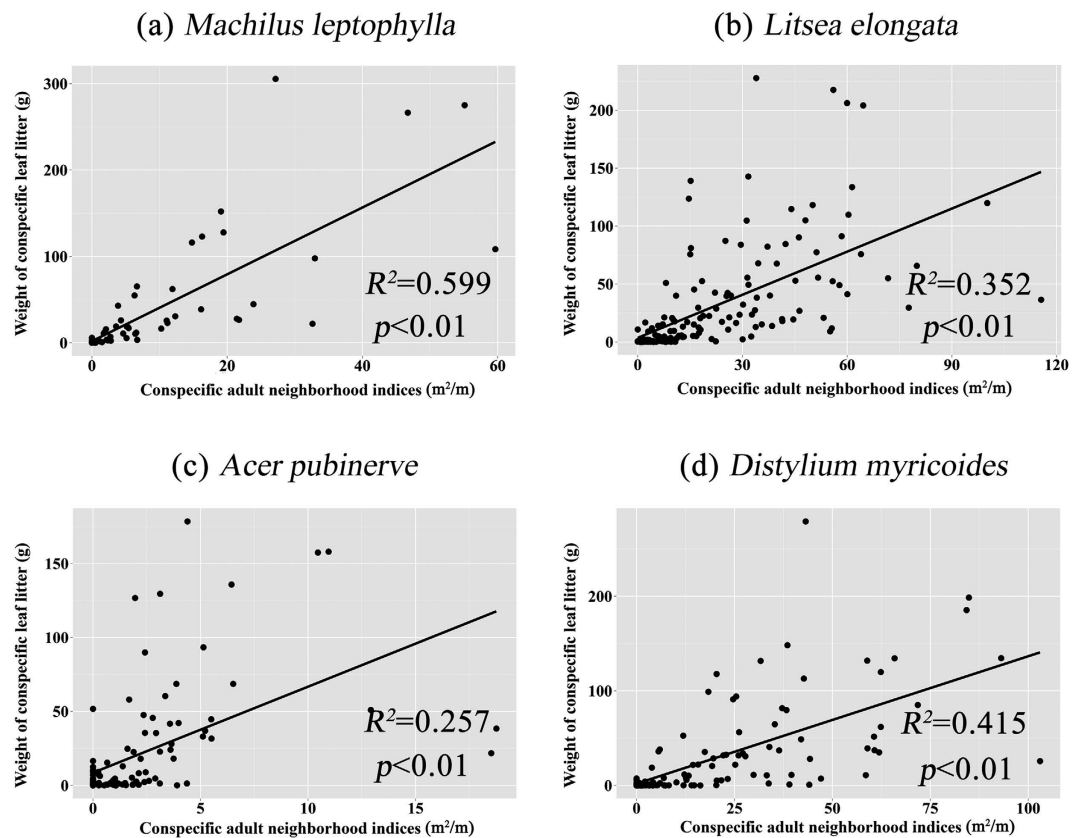 (a) Machilus leptophylla
(b) Litsea elongata
Weight of conspecific leaf litter (g)
300
200
100
0
R²=0.599
p<0.01
0 20 40 60
Conspecific adult neighborhood indices (m²/m)
Weight of conspecific leaf litter (g)
200
150
100
50
0
R²=0.352
p<0.01
0 30 60 90 120
Conspecific adult neighborhood indices (m²/m)
(c) Acer pubinerve
(d) Distylium myricoides
Weight of conspecific leaf litter (g)
150
100
50
0
R²=0.257
p<0.01
0 5 10 15
Conspecific adult neighborhood indices (m²/m)
Weight of conspecific leaf litter (g)
200
100
0
R²=0.415
p<0.01
0 25 50 75 100
Conspecific adult neighborhood indices (m²/m)